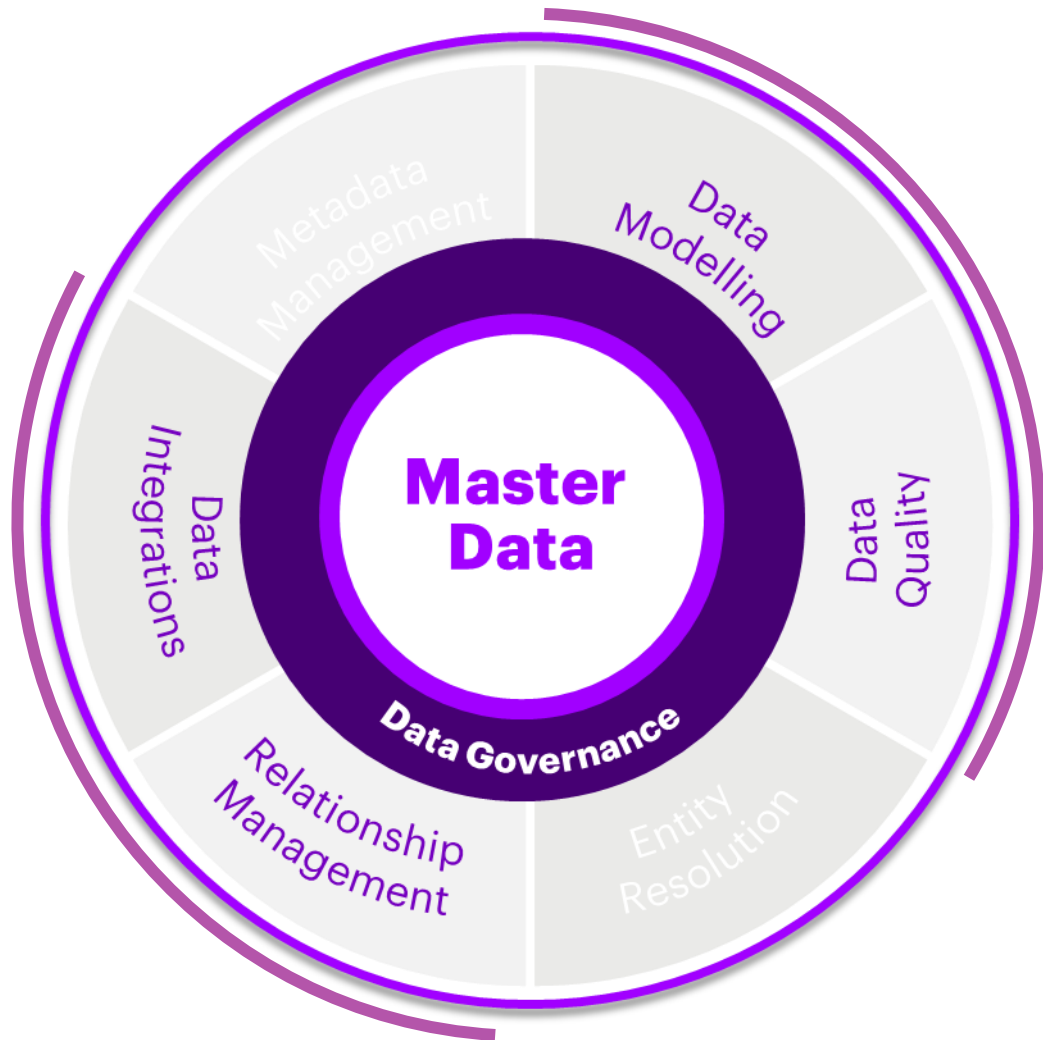 Metadata
Management
Data
Modelling
Data
Integrations
Master
Data
Data
Quality
Data Governance
Relationship
Management
Entity
Resolution